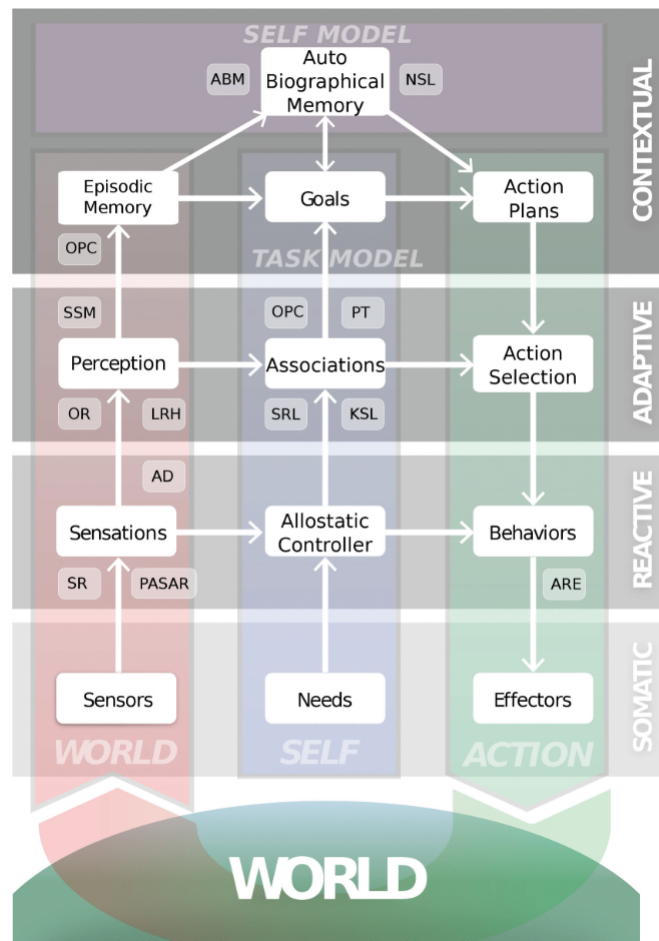 SELF MODEL
Auto
Biographical
Memory
ABM
NSL
CONTEXTUAL
Episodic
Memory
Goals
Action
Plans
OPC
TASK MODEL
SSM
OPC
PT
ADAPTIVE
Perception
Associations
Action
Selection
OR
LRH
SRL
KSL
AD
REACTIVE
Sensations
Allostatic
Controller
Behaviors
SR
PASAR
ARE
SOMATIC
Sensors
Needs
Effectors
WORLD
SELF
ACTION
WORLD